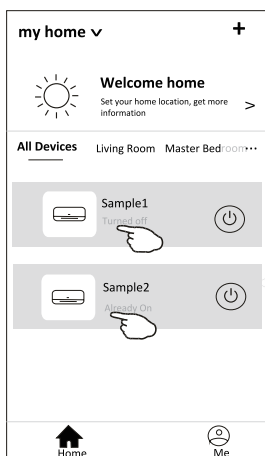 my home
+
Welcome home
Set your home location, get more
information
>
All Devices Living Room Master Bedroom ···
Sample1
Turned off
Sample2
Already On
Home Me